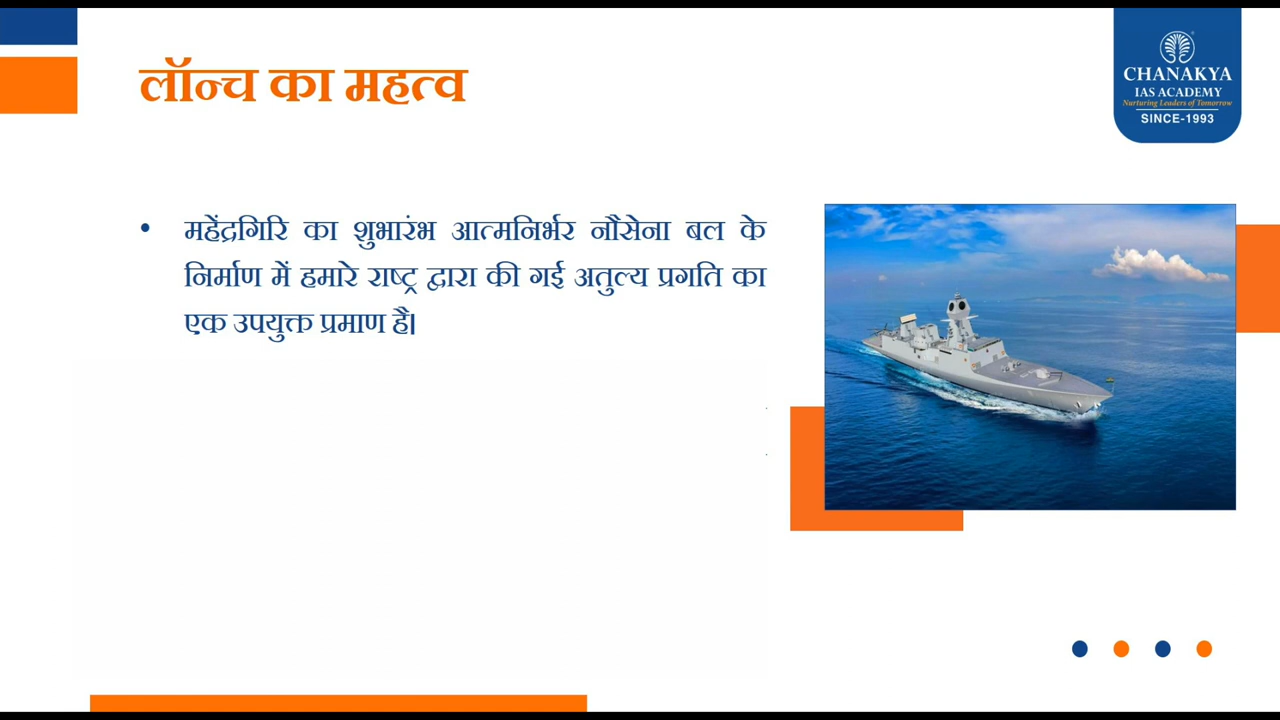 लॉन्च का महत्व
CHANAKYA
IAS ACADEMY
Nurturing Leaders of Tomorrow
SINCE-1993
• महेंद्रगिरि का शुभारंभ आत्मनिर्भर नौसेना बल के
निर्माण में हमारे राष्ट्र द्वारा की गई अतुल्य प्रगति का
एक उपयुक्त प्रमाण है।